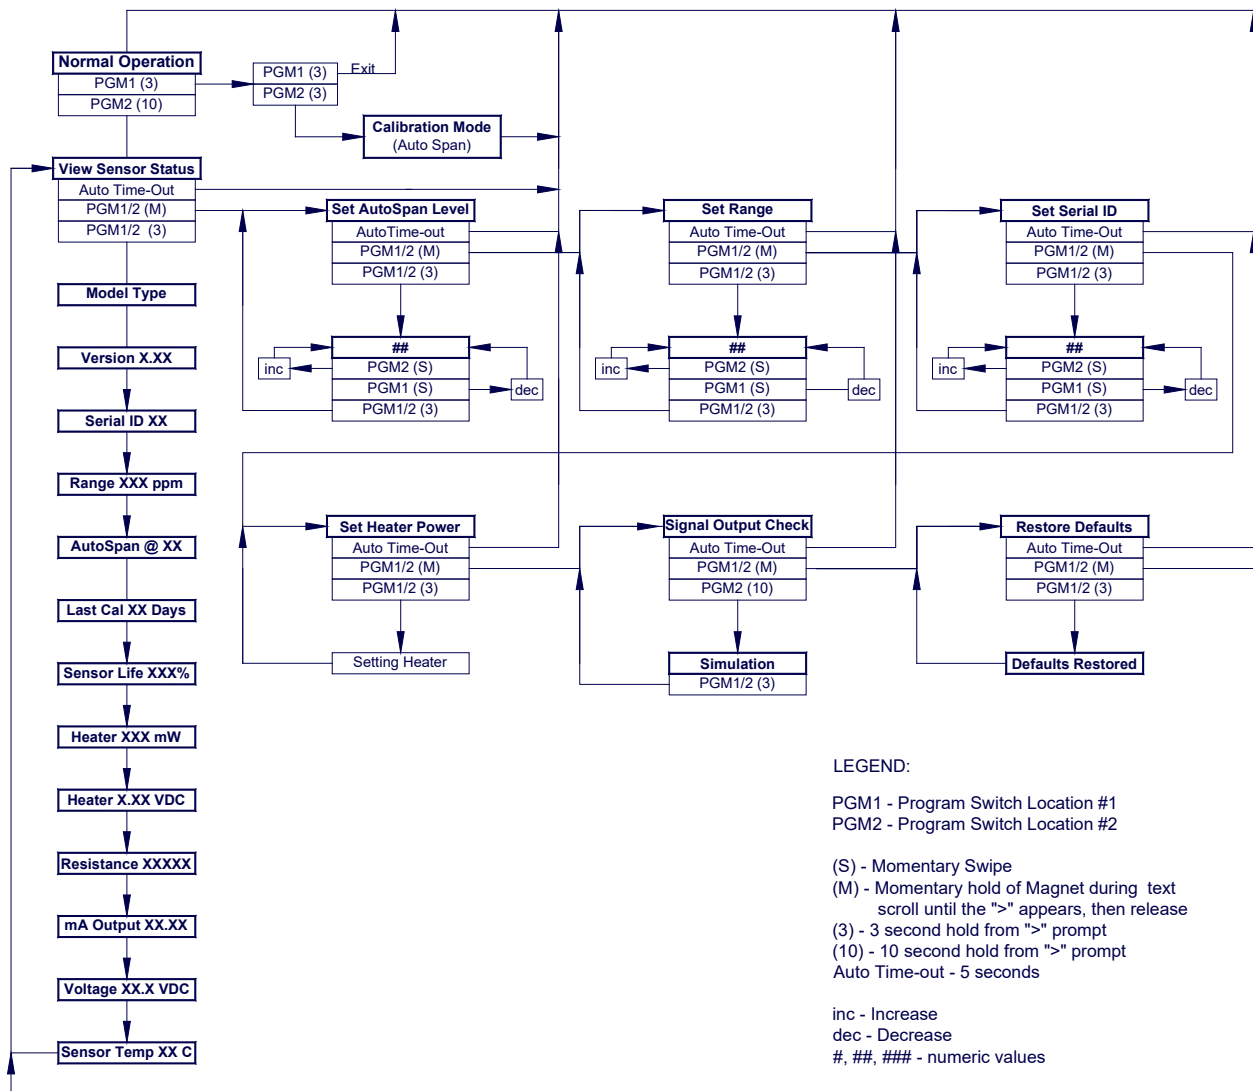 Normal Operation
PGM1 (3)
PGM2 (10)
PGM1 (3)
Exit
PGM2 (3)
Calibration Mode
(Auto Span)
View Sensor Status
Auto Time-Out
PGM1/2 (M)
PGM1/2 (3)
Model Type
Version X.XX
Serial ID XX
Range XXX ppm
AutoSpan @ XX
Last Cal XX Days
Sensor Life XXX%
Heater XXX mW
Heater X.XX VDC
Resistance XXXXX
mA Output XX.XX
Voltage XX.X VDC
Sensor Temp XX C
Set AutoSpan Level
AutoTime-out
PGM1/2 (M)
PGM1/2 (3)
##
PGM2 (S)
PGM1 (S)
PGM1/2 (3)
inc
dec
Set Range
Auto Time-Out
PGM1/2 (M)
PGM1/2 (3)
##
PGM2 (S)
PGM1 (S)
PGM1/2 (3)
inc
dec
Set Serial ID
Auto Time-Out
PGM1/2 (M)
PGM1/2 (3)
##
PGM2 (S)
PGM1 (S)
PGM1/2 (3)
inc
dec
Set Heater Power
Auto Time-Out
PGM1/2 (M)
PGM1/2 (3)
Setting Heater
Signal Output Check
Auto Time-Out
PGM1/2 (M)
PGM2 (10)
Simulation
PGM1/2 (3)
Restore Defaults
Auto Time-Out
PGM1/2 (M)
PGM1/2 (3)
Defaults Restored
LEGEND:
PGM1 - Program Switch Location #1
PGM2 - Program Switch Location #2
(S) - Momentary Swipe
(M) - Momentary hold of Magnet during text
scroll until the ">" appears, then release
(3) - 3 second hold from ">" prompt
(10) - 10 second hold from ">" prompt
Auto Time-out - 5 seconds
inc - Increase
dec - Decrease
#, ##, ### - numeric values